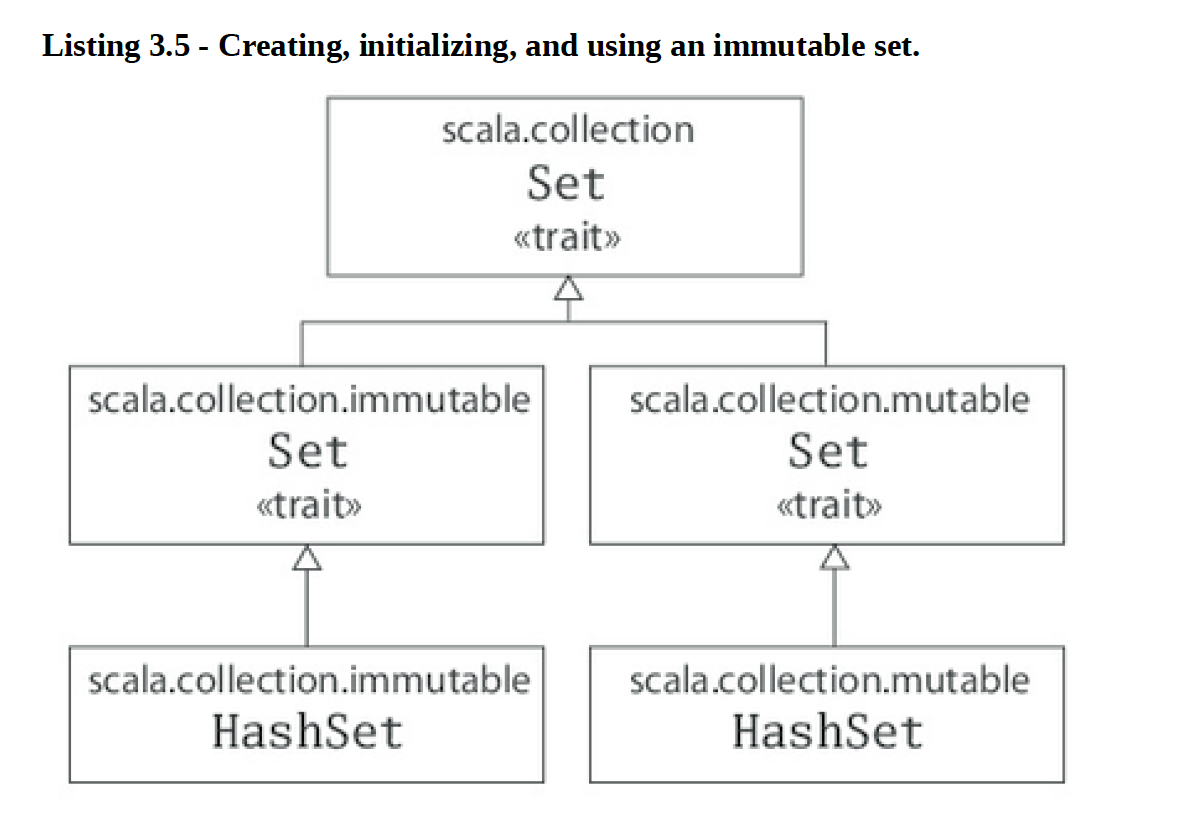 Listing 3.5 - Creating, initializing, and using an immutable set.
scala.collection
Set
«trait»
scala.collection.immutable
Set
«trait»
scala.collection.mutable
Set
«trait»
scala.collection.immutable
HashSet
scala.collection.mutable
HashSet